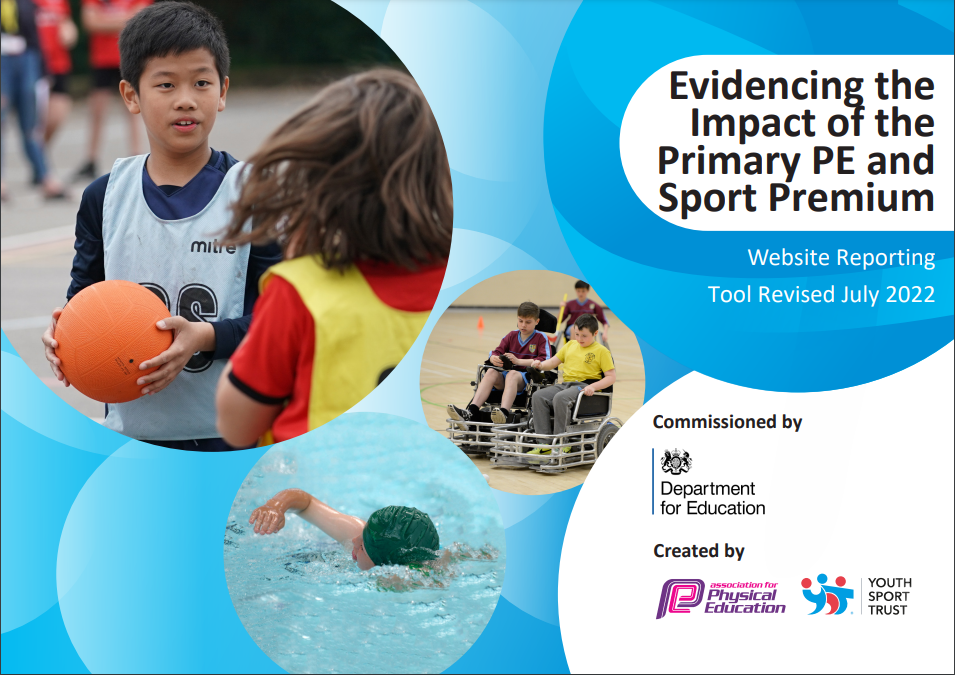 Evidencing the
Impact of the
Primary PE and
Sport Premium
Website Reporting
Tool Revised July 2022
mitre
Commissioned by
Department
for Education
Created by
association for
Physical
Education
YOUTH
SPORT
TRUST